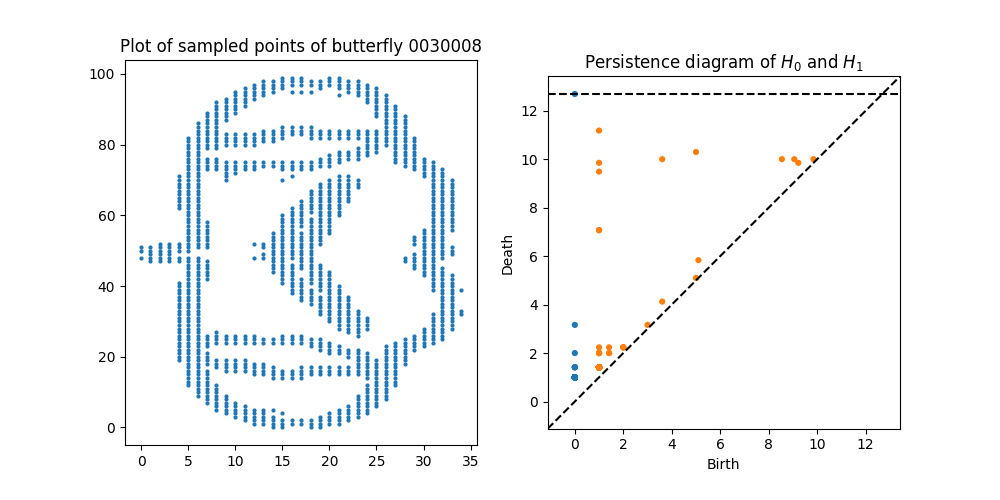 Plot of sampled points of butterfly 0030008
100
80
60
40
20
0
0 5 10 15 20 25 30 35
Persistence diagram of H₀ and H₁
Death
12
10
8
6
4
2
0
0 2 4 6 8 10 12
Birth